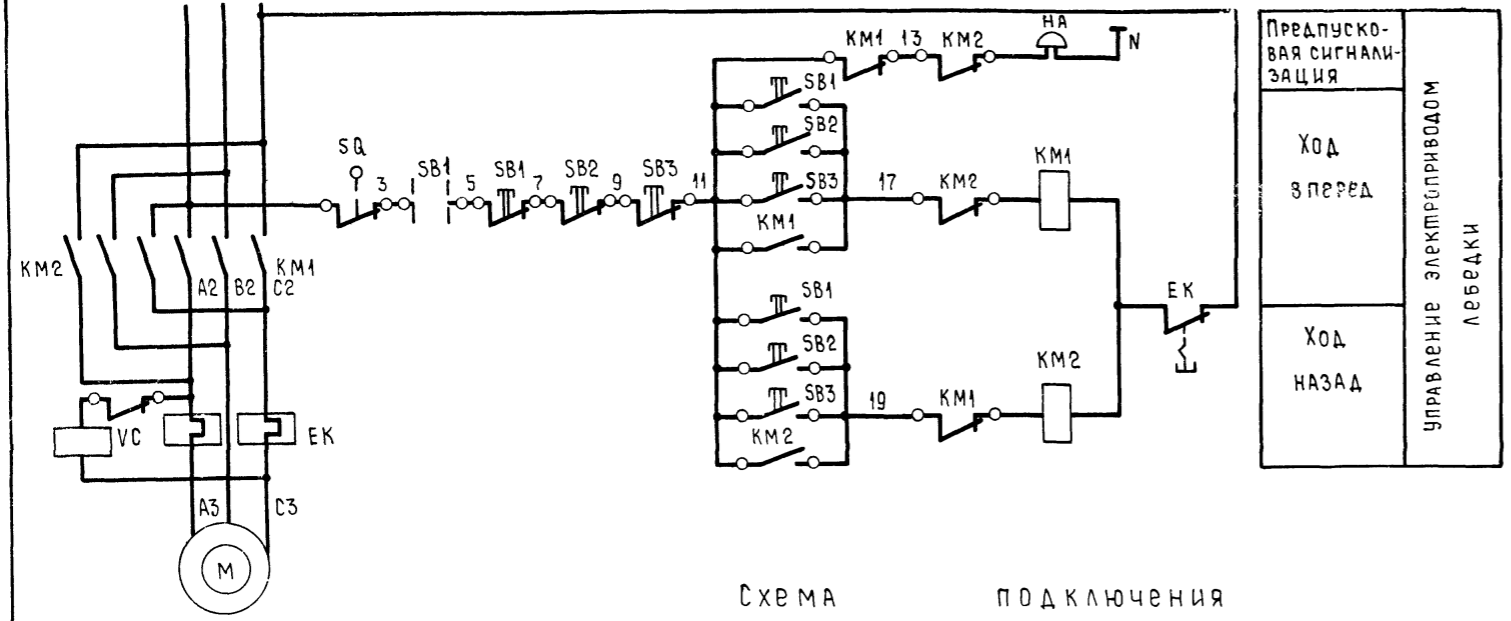 HA
N
KM1 13 KM2
SB1
SB2
SQ
3 SB1 5 SB1 7 SB2 9 SB3 11
SB3 17 KM2 KM1
KM1
KM2
KM1
A2 B2 C2
EK
SB1
SB2
KM2
SB3 19 KM1
KM2
VC
EK
A3 C3
M
Предпуско-
вая сигнали-
зация
Ход
вперед
Ход
назад
Управление электроприводом
лебедки
Схема подключения